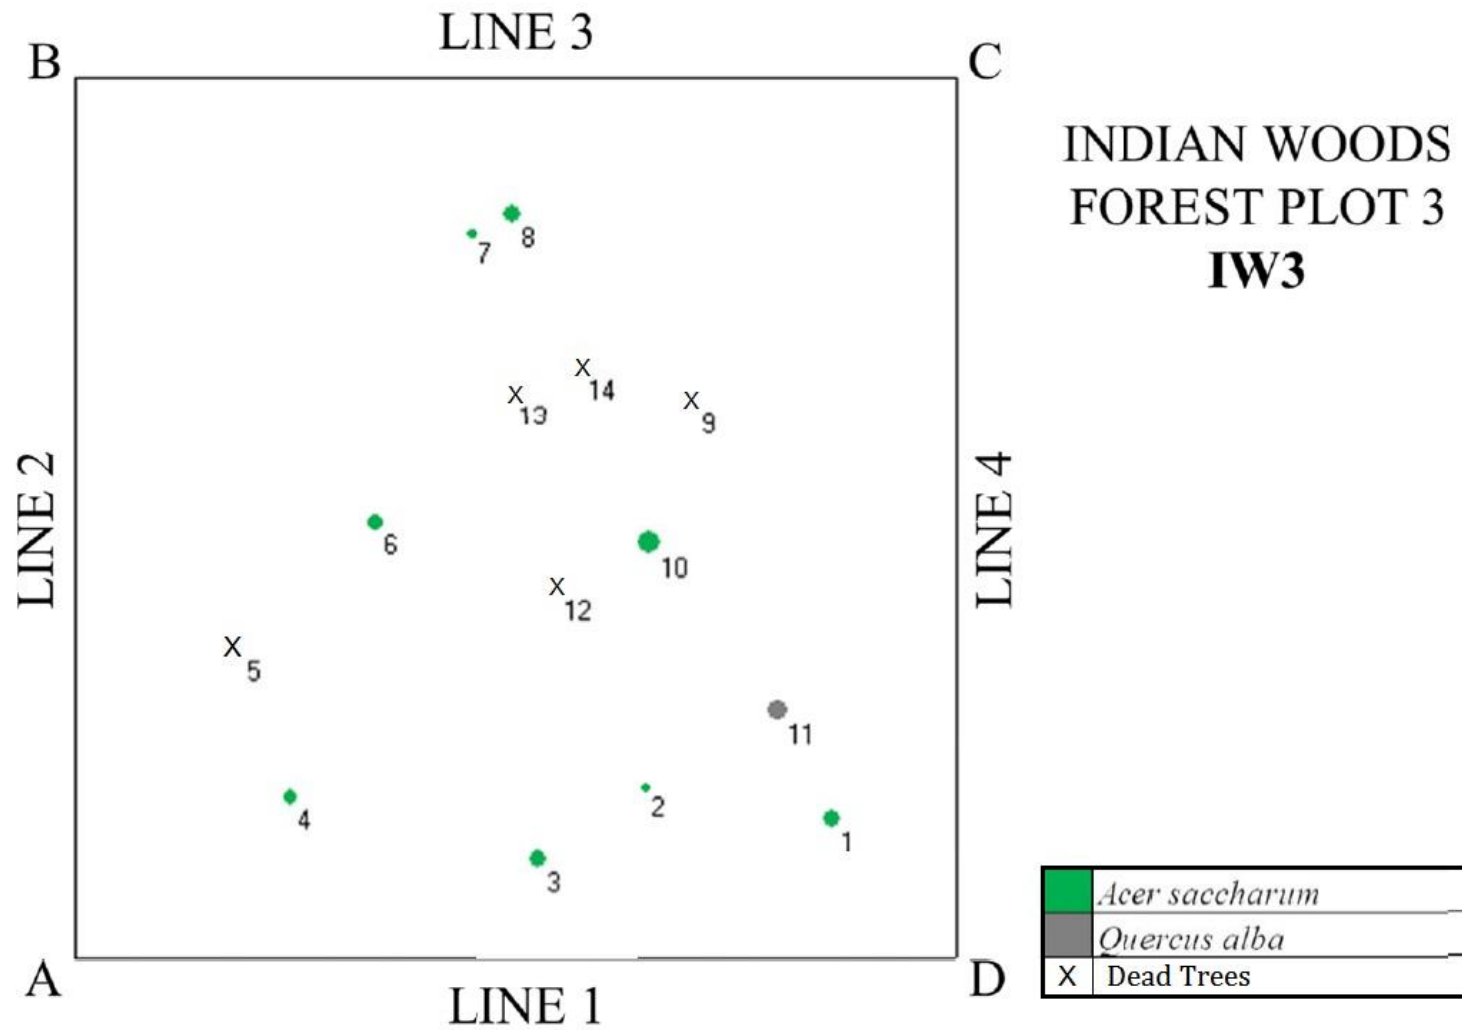 LINE 3
B
C
INDIAN WOODS
FOREST PLOT 3
IW3
8
7
X
14
X
13
X
9
LINE 2
LINE 4
6
10
X
12
X
5
11
2
4
1
3
Acer saccharum
Quercus alba
X Dead Trees
A
D
LINE 1